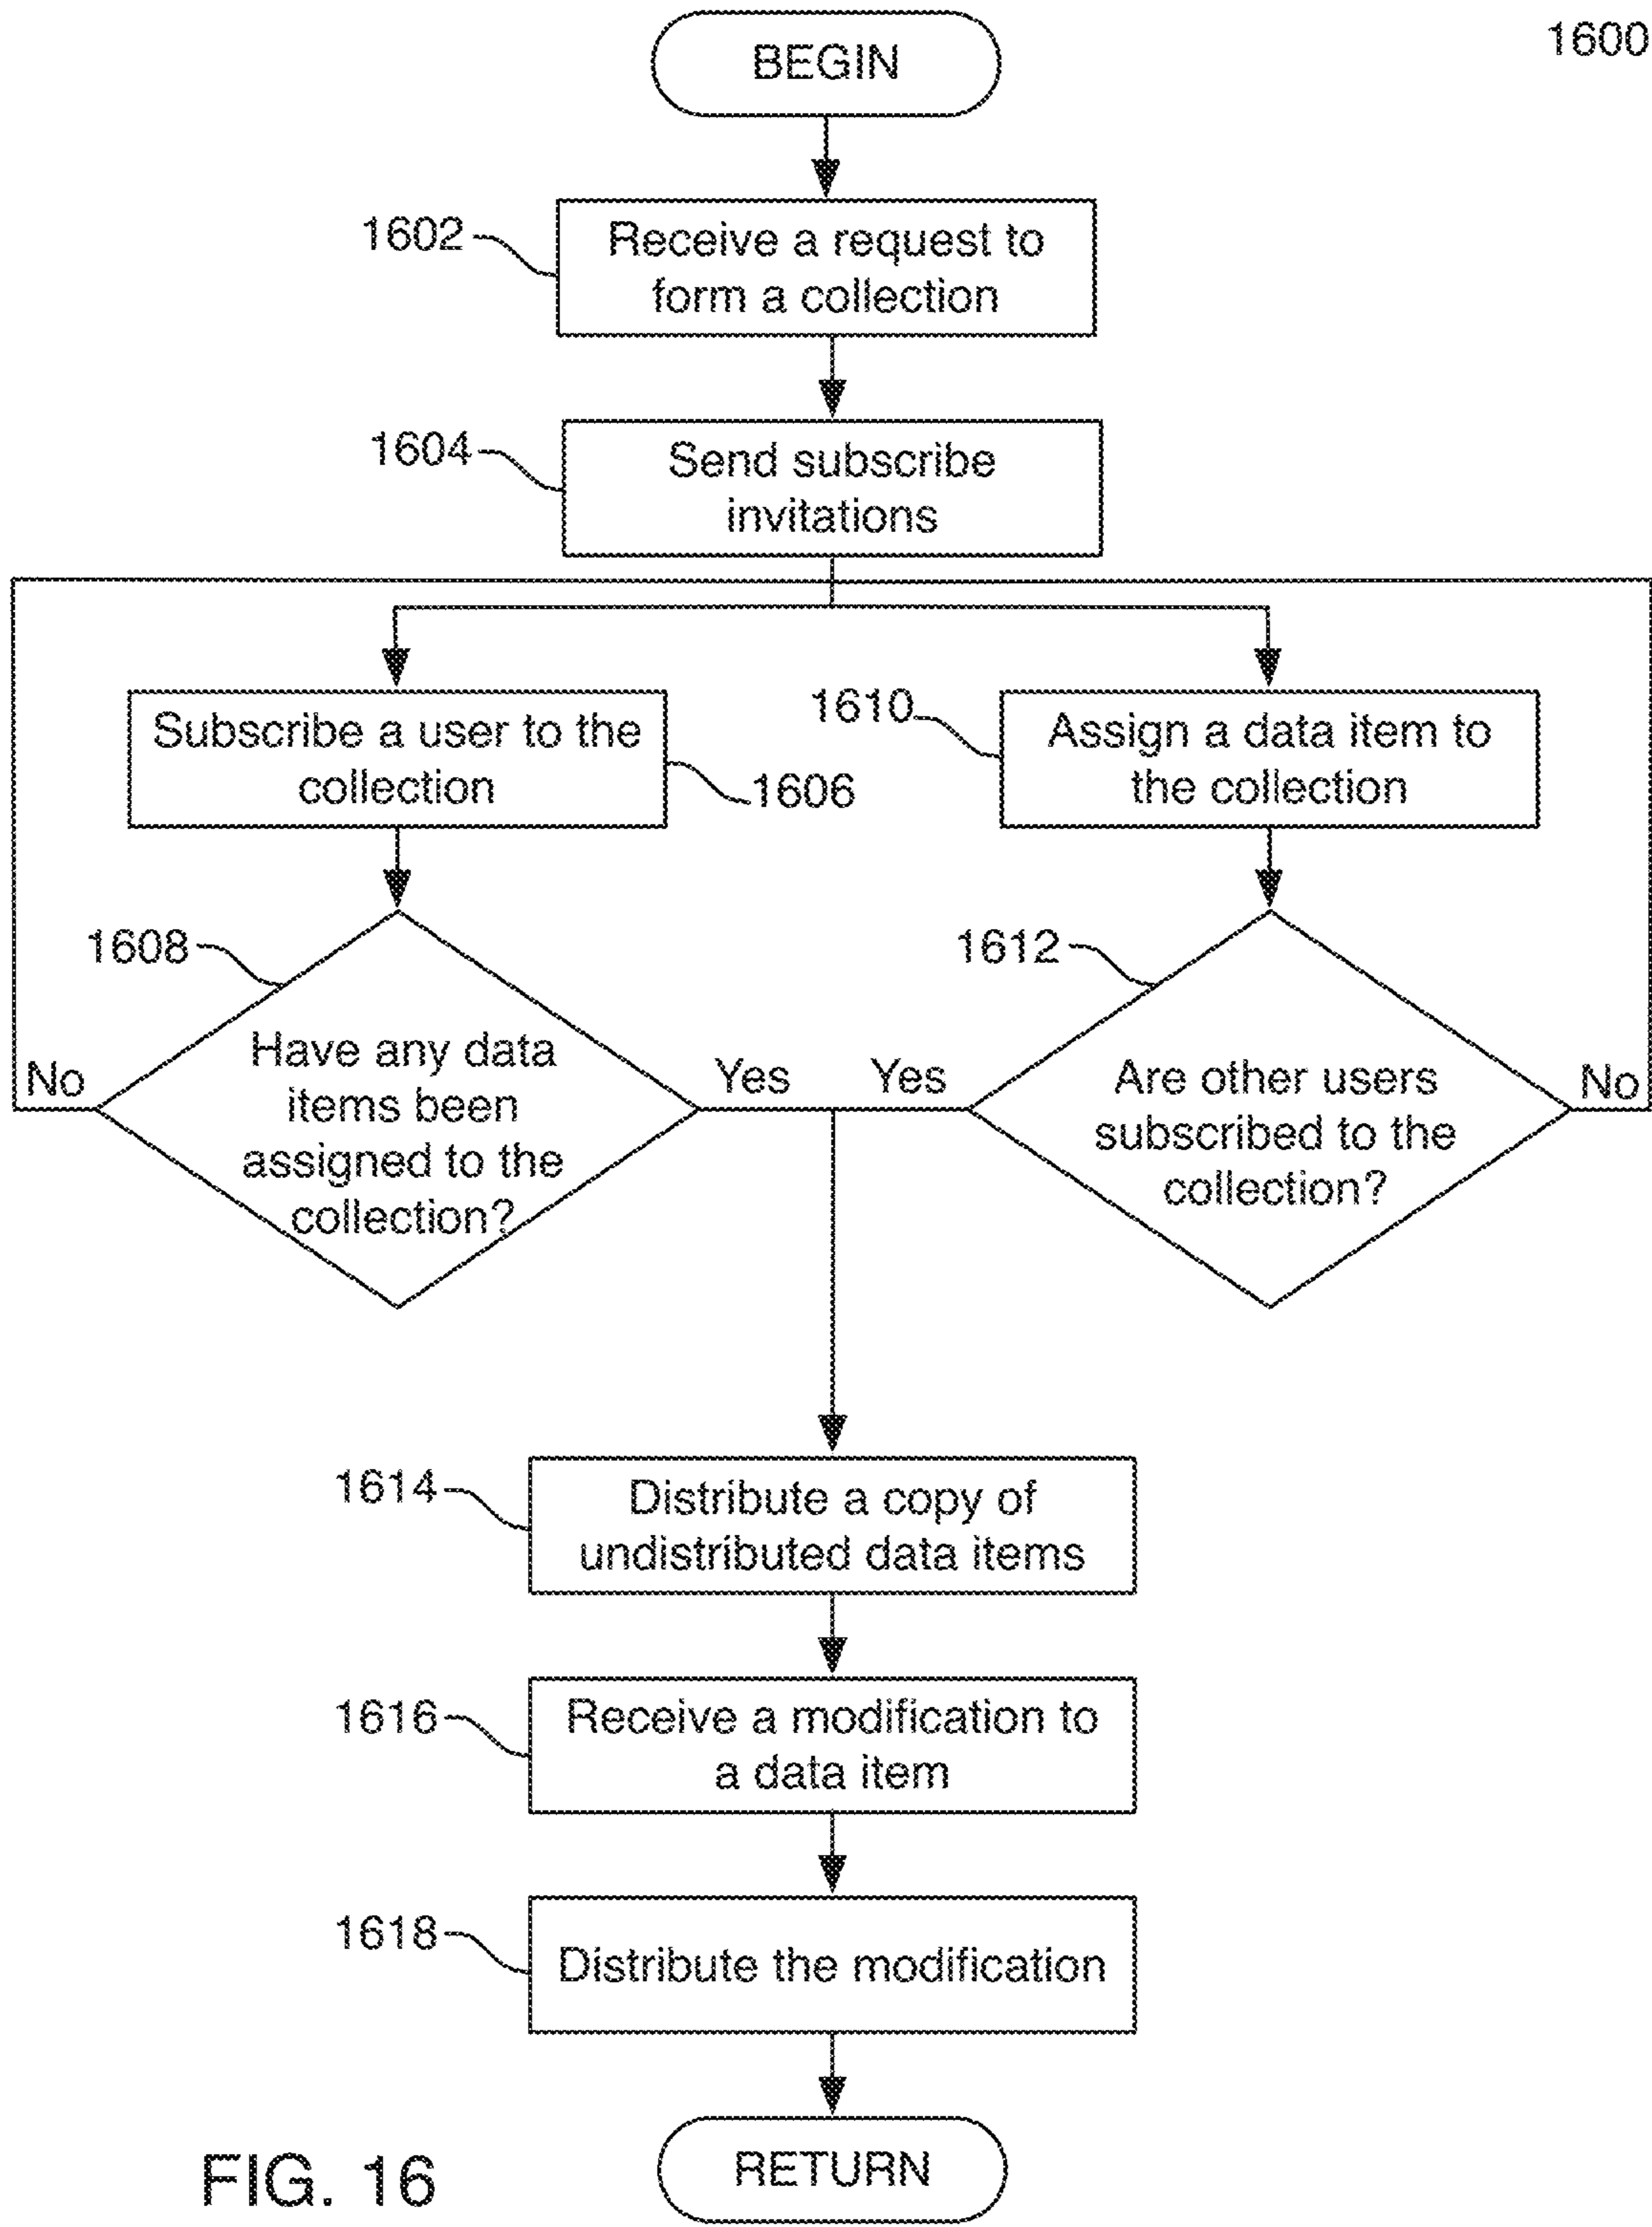 1600
BEGIN
1602
Receive a request to
form a collection
1604
Send subscribe
invitations
Subscribe a user to the
collection
1606
1610
Assign a data item to
the collection
1608
Have any data
items been
assigned to the
collection?
No
Yes
1612
Are other users
subscribed to the
collection?
Yes
No
1614
Distribute a copy of
undistributed data items
1616
Receive a modification to
a data item
1618
Distribute the modification
RETURN
FIG. 16